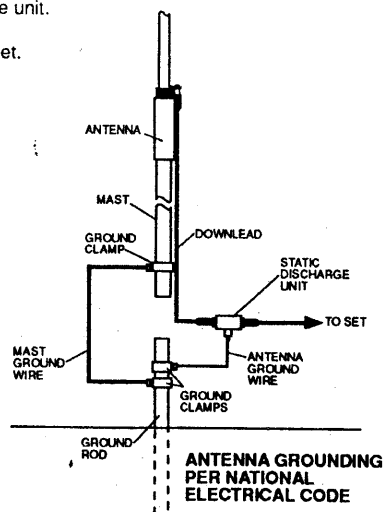 e unit.
et.
ANTENNA
MAST
GROUND
CLAMP
DOWNLEAD
STATIC
DISCHARGE
UNIT
TO SET
MAST
GROUND
WIRE
ANTENNA
GROUND
WIRE
GROUND
CLAMPS
GROUND
ROD
ANTENNA GROUNDING
PER NATIONAL
ELECTRICAL CODE